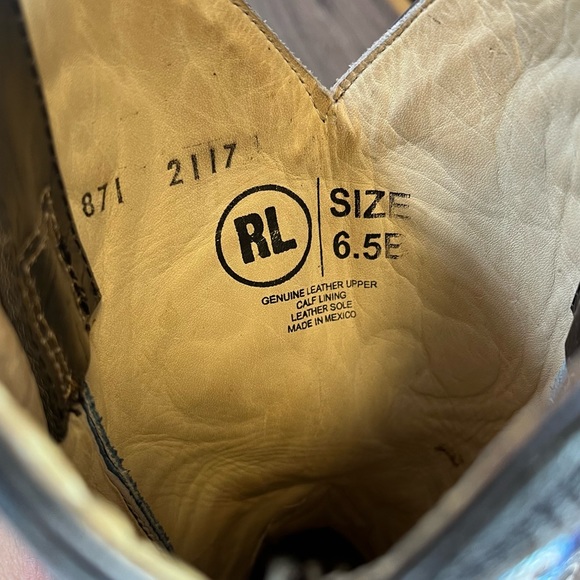 871 2117
RL
SIZE
6.5E
GENUINE LEATHER UPPER
CALF LINING
LEATHER SOLE
MADE IN MEXICO